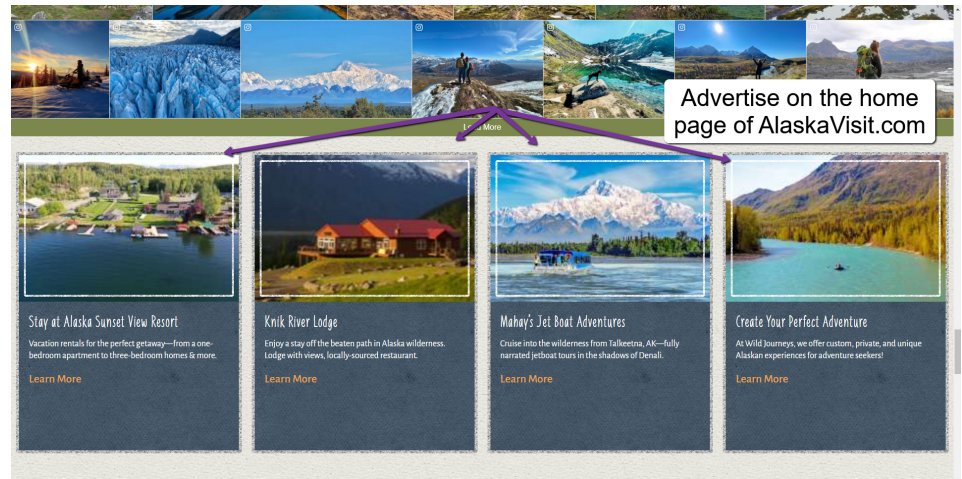 Advertise on the home
page of AlaskaVisit.com
Load More
Stay at Alaska Sunset View Resort
Vacation rentals for the perfect getaway—from a one-
bedroom apartment to three-bedroom homes & more.
Learn More
Knik River Lodge
Enjoy a stay off the beaten path in Alaska wilderness.
Lodge with views, locally-sourced restaurant.
Learn More
Mahay's Jet Boat Adventures
Cruise into the wilderness from Talkeetna, AK—fully
narrated jetboat tours in the shadows of Denali.
Learn More
Create Your Perfect Adventure
At Wild Journeys, we offer custom, private, and unique
Alaskan experiences for adventure seekers!
Learn More